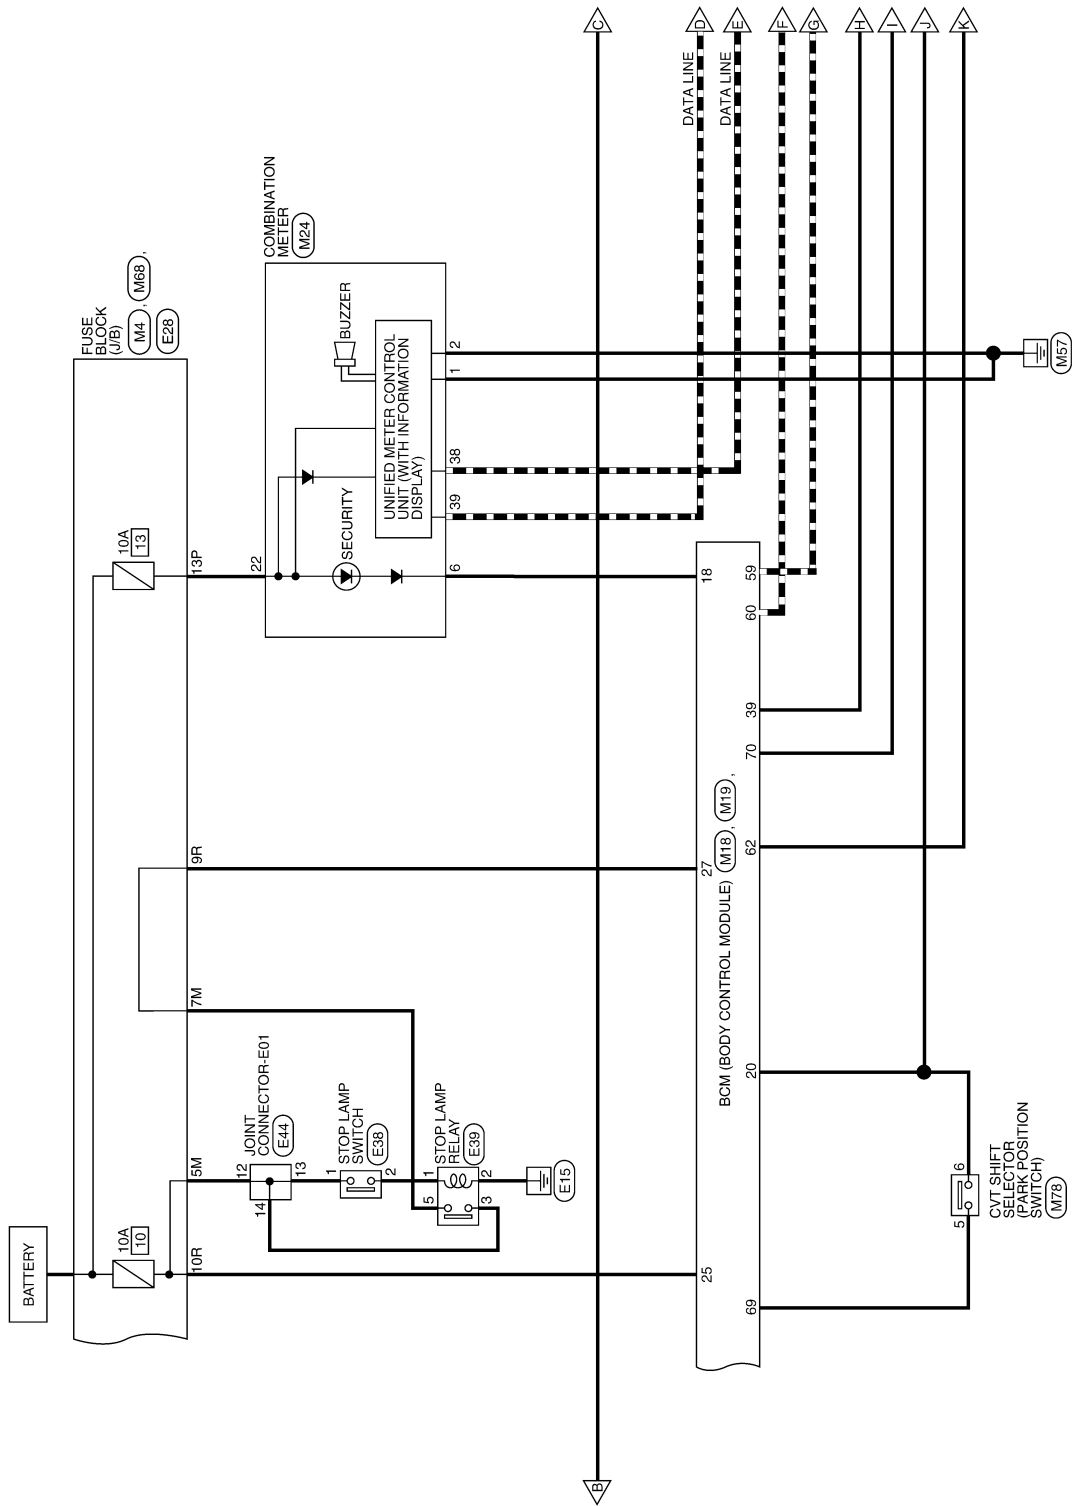 BATTERY
FUSE
BLOCK
(J/B)
M4 , M68 ,
E28
10A
10
10A
13
10R
5M
7M
9R
13P
JOINT
CONNECTOR-E01
E44
12
14
13
STOP LAMP
SWITCH
E38
1
2
STOP LAMP
RELAY
E39
5
1
3
2
E15
COMBINATION
METER
M24
22
SECURITY
BUZZER
UNIFIED METER CONTROL
UNIT (WITH INFORMATION
DISPLAY)
6
39
38
1
2
B
C
DATA LINE
D
DATA LINE
E
F
G
H
I
J
K
25
27
18
BCM (BODY CONTROL MODULE) M18 , M19 ,
69
20
62
70
39
60
59
5
6
CVT SHIFT
SELECTOR
(PARK POSITION
SWITCH)
M78
M57